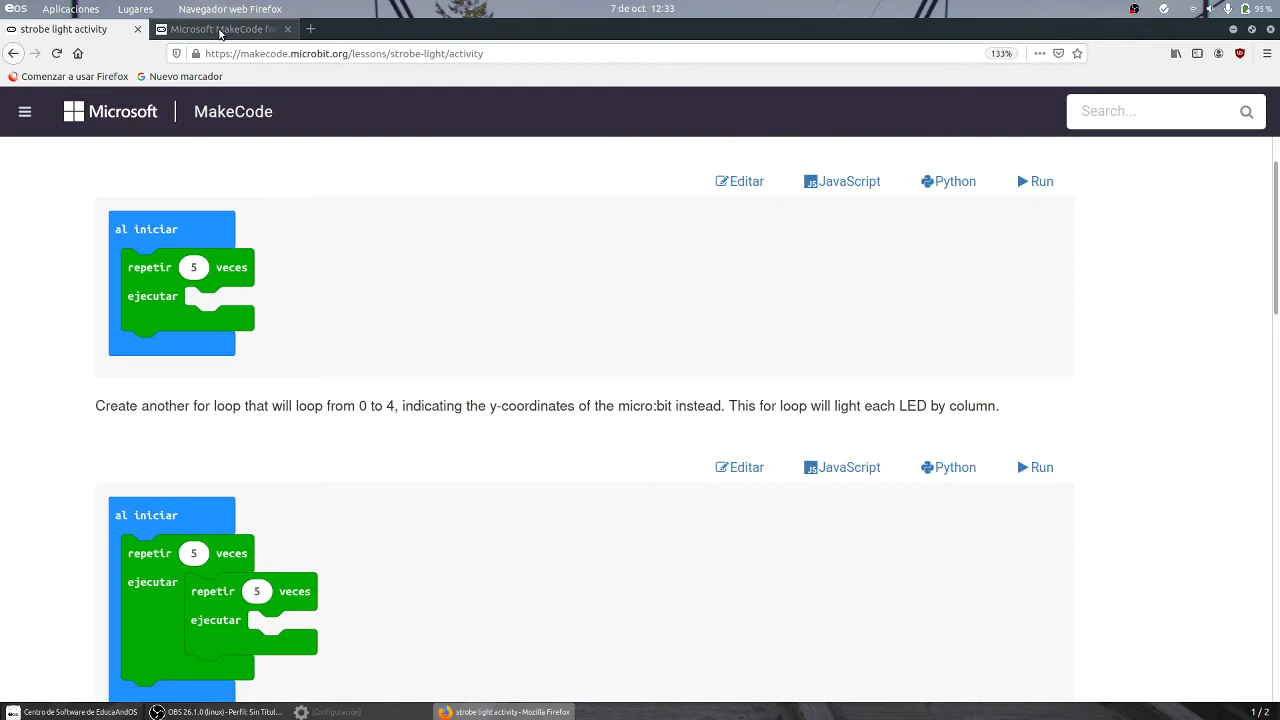 eos Aplicaciones Lugares Navegador web Firefox 7 de oct 12:33 95 %
strobe light activity Microsoft MakeCode for
https://makecode.microbit.org/lessons/strobe-light/activity 133%
Comenzar a usar Firefox Nuevo marcador
Microsoft MakeCode Search...
Editar JavaScript Python Run
al iniciar
repetir 5 veces
ejecutar
Create another for loop that will loop from 0 to 4, indicating the y-coordinates of the micro:bit instead. This for loop will light each LED by column.
Editar JavaScript Python Run
al iniciar
repetir 5 veces
ejecutar repetir 5 veces
ejecutar
Centro de Software de EducaAndOS OBS 26.1.0 (linux) - Perfil: Sin Titul... [Configuración] strobe light activity - Mozilla Firefox 1 / 2